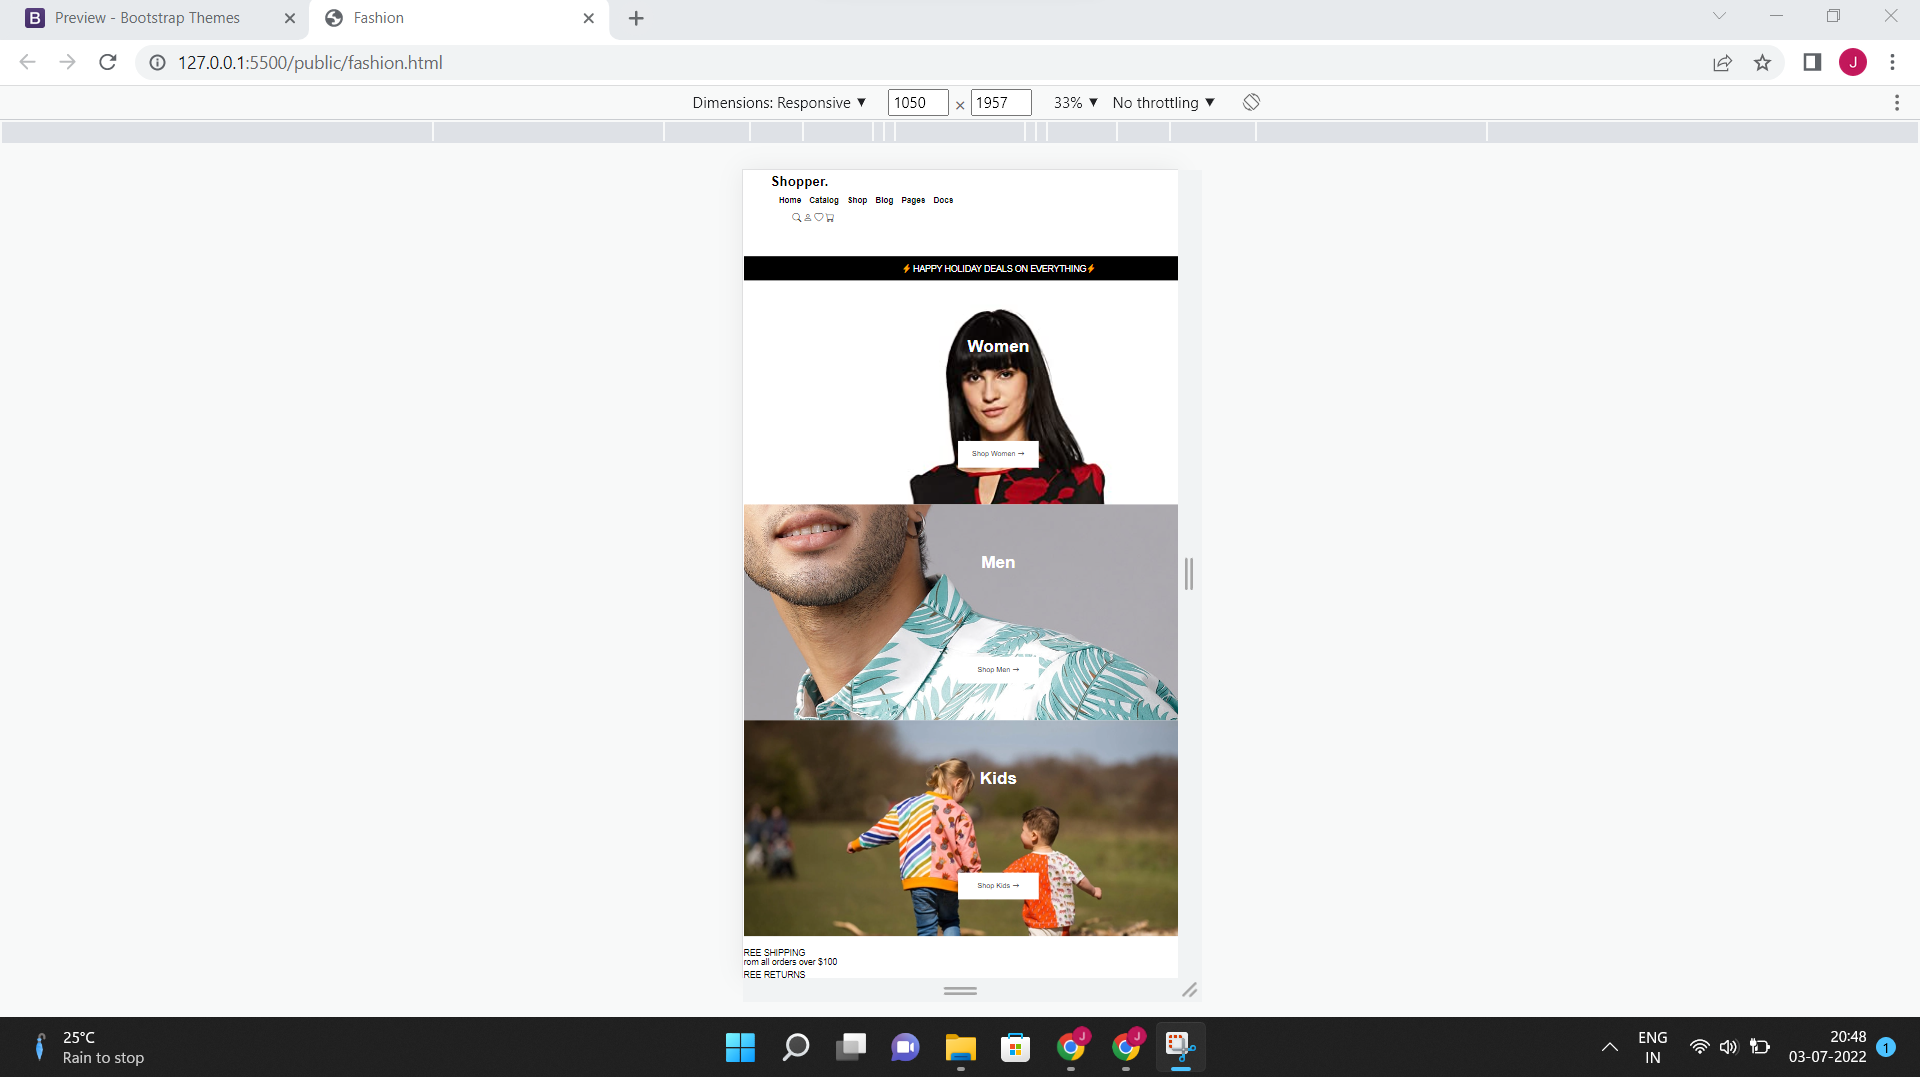 Preview - Bootstrap Themes
Fashion
127.0.0.1:5500/public/fashion.html
J
Dimensions: Responsive ▼ 1050 × 1957 33% ▼ No throttling ▼
Shopper.
Home Catalog Shop Blog Pages Docs
⚡ HAPPY HOLIDAY DEALS ON EVERYTHING⚡
Women
Shop Women →
Men
Shop Men →
Kids
Shop Kids →
REE SHIPPING
rom all orders over $100
REE RETURNS
25°C
Rain to stop
J
J
ENG
IN
20:48
03-07-2022
1